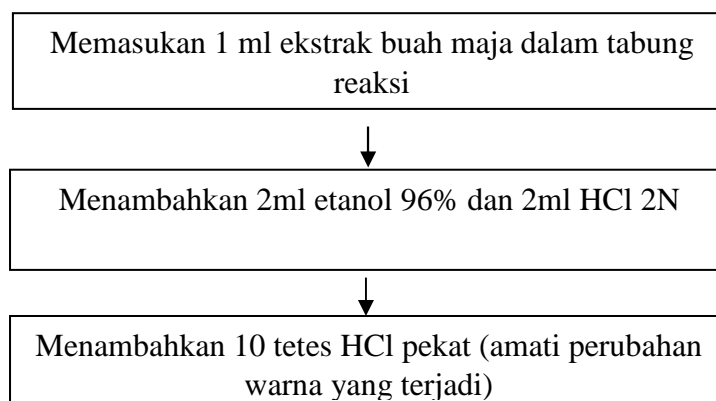 Memasukan 1 ml ekstrak buah maja dalam tabung
reaksi
Menambahkan 2ml etanol 96% dan 2ml HCl 2N
Menambahkan 10 tetes HCl pekat (amati perubahan
warna yang terjadi)